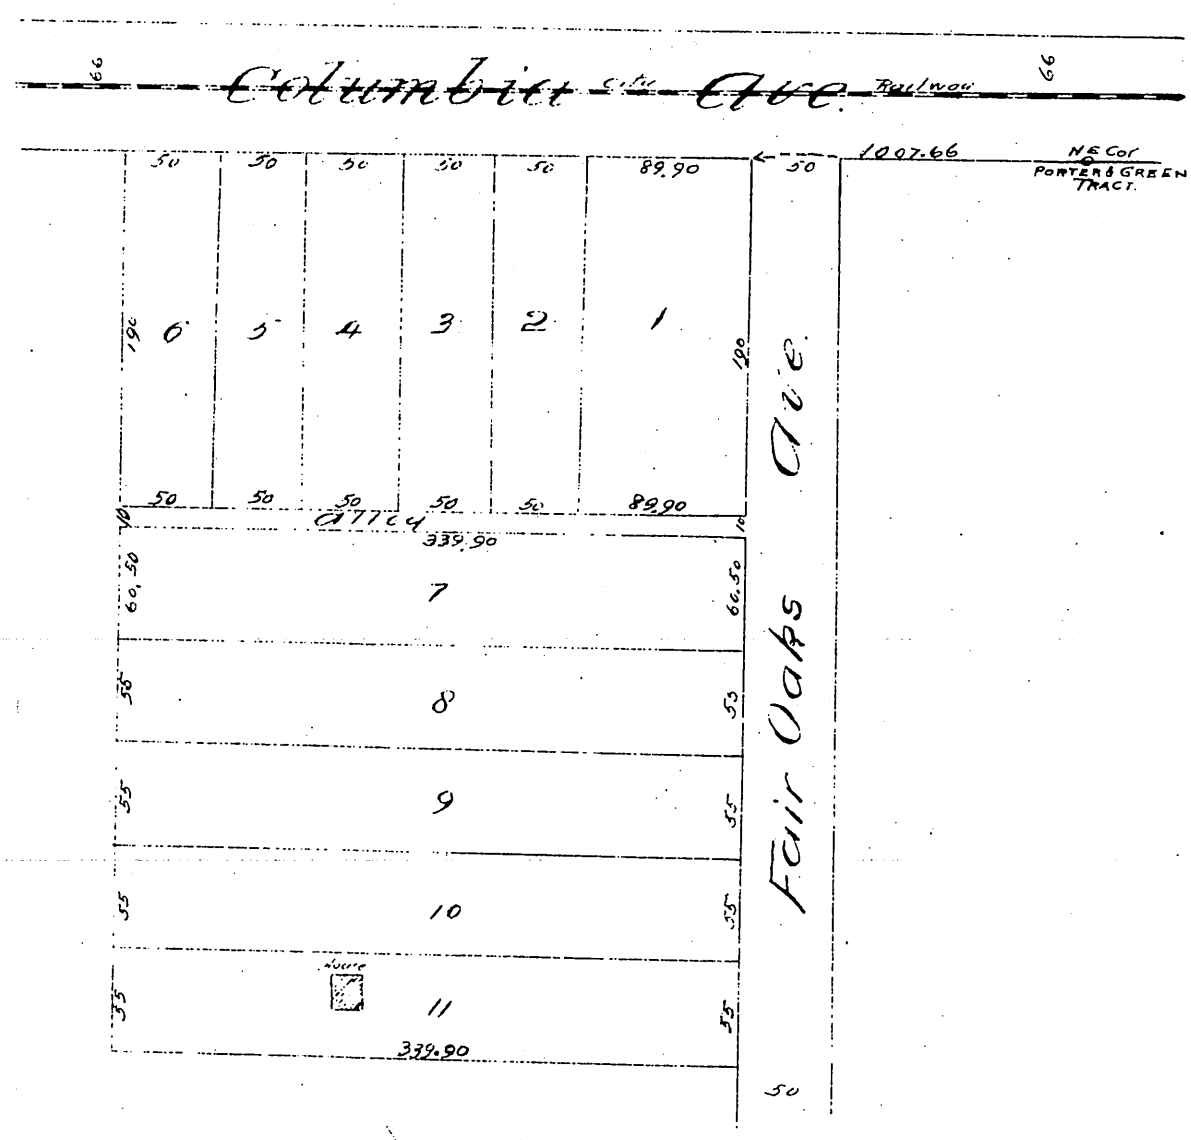 66 66
Columbia City Ave. Railway
50 50 50 50 50 89.90 50 1007.66 N E Cor
PORTER & GREEN
TRACT.
190 6 5 4 3 2 1 190
50 50 50 50 50 89.90
10 Alley 10
339.90
60.50 7 60.50
55 8 55
55 9 55
55 10 55
House
55 11 55
339.90
Fair Oaks Ave.
50